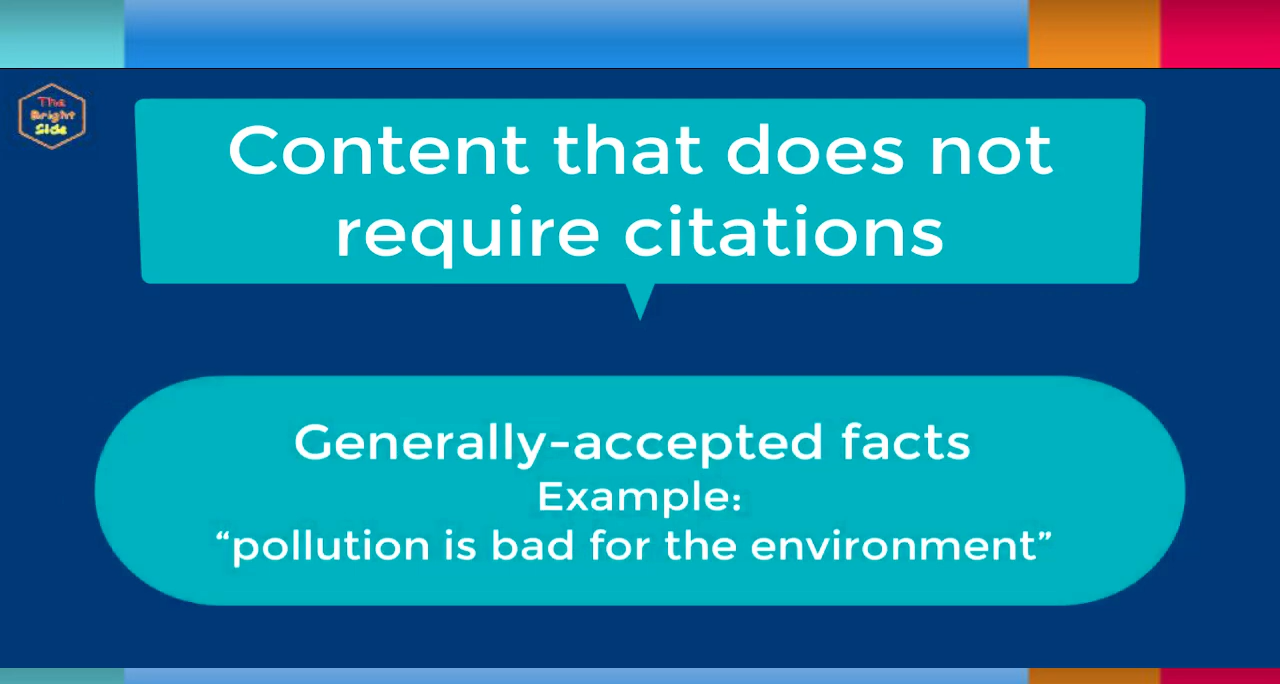 The
Bright
Side
Content that does not
require citations
Generally-accepted facts
Example:
“pollution is bad for the environment”